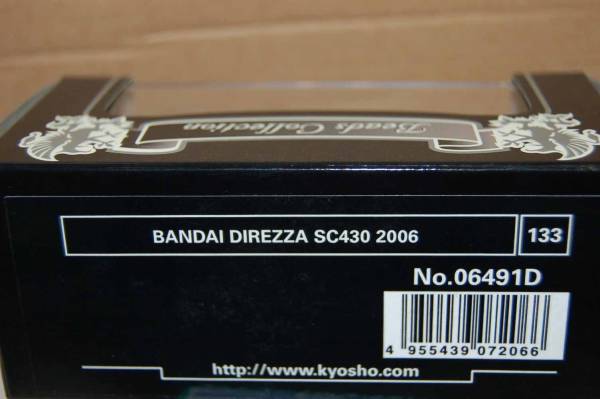 Beads Collection
BANDAI DIREZZA SC430 2006
133
No.06491D
4 955439 072066
http://www.kyosho.com